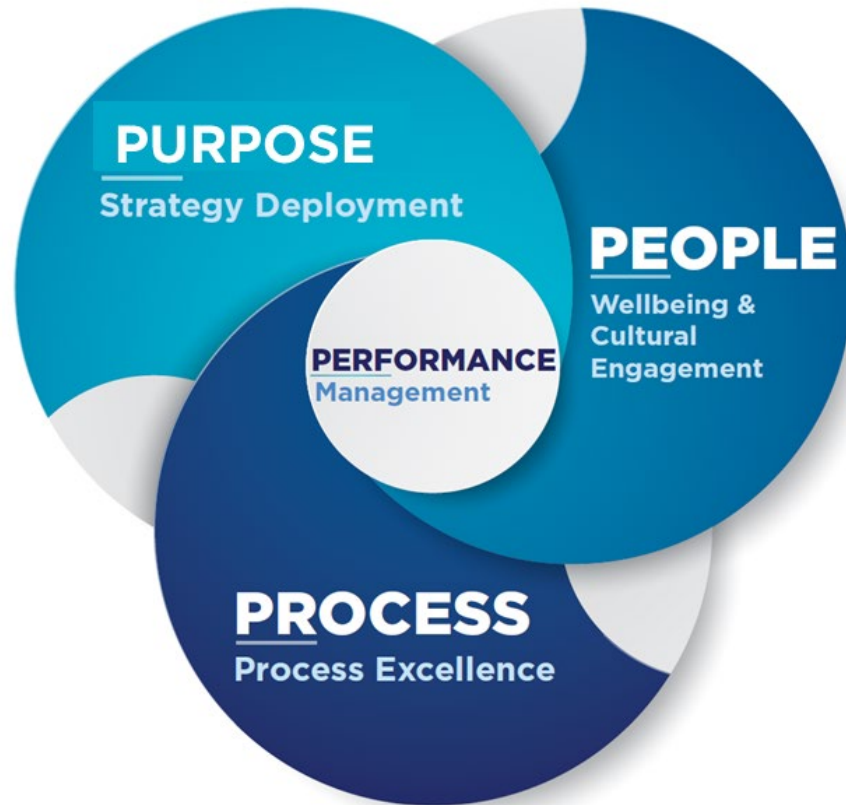 PURPOSE
Strategy Deployment
PEOPLE
Wellbeing &
Cultural
Engagement
PERFORMANCE
Management
PROCESS
Process Excellence